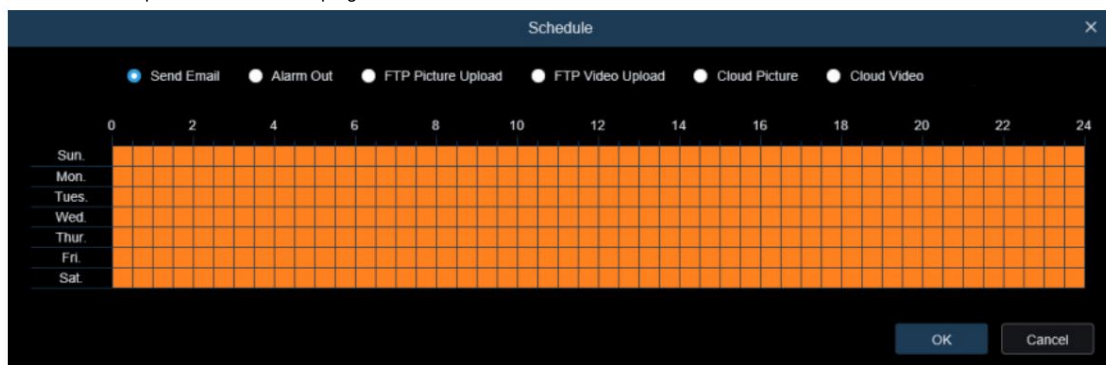 Schedule ×
Send Email Alarm Out FTP Picture Upload FTP Video Upload Cloud Picture Cloud Video
0 2 4 6 8 10 12 14 16 18 20 22 24
Sun.
Mon.
Tues.
Wed.
Thur.
Fri.
Sat.
OK Cancel